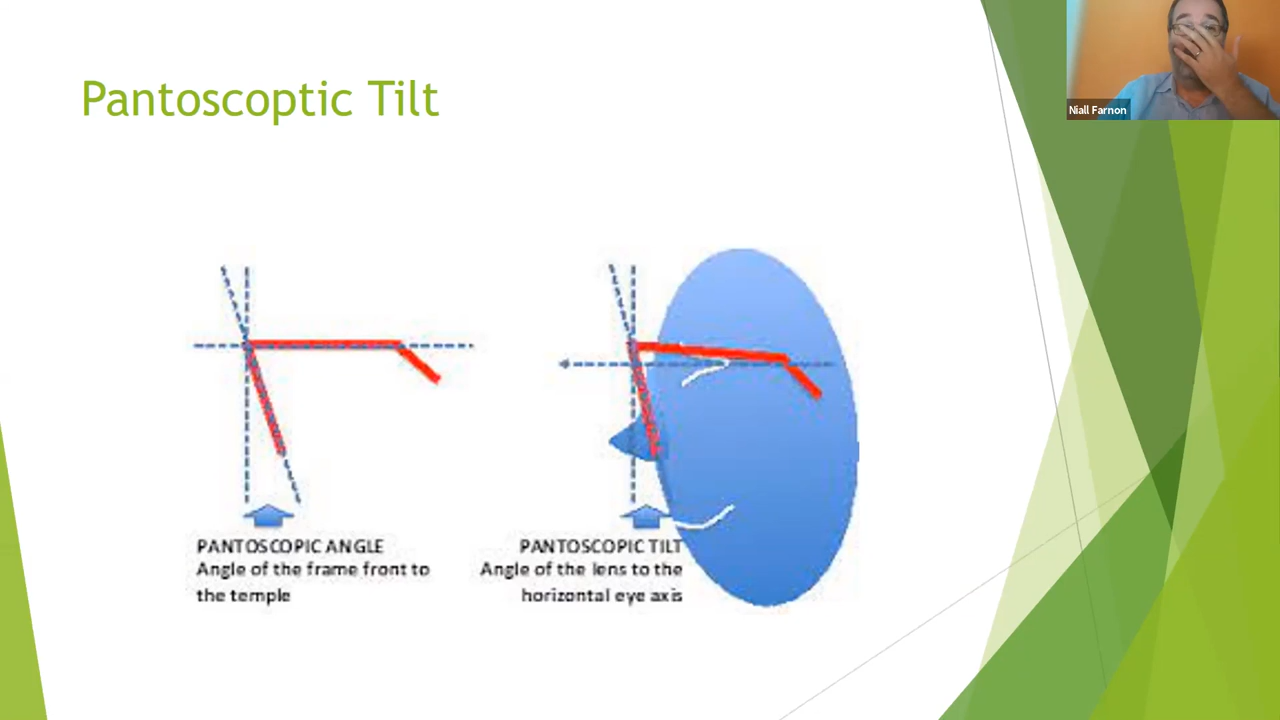 Pantoscoptic Tilt
Niall Farnon
PANTOSCOPIC ANGLE
Angle of the frame front to
the temple
PANTOSCOPIC TILT
Angle of the lens to the
horizontal eye axis